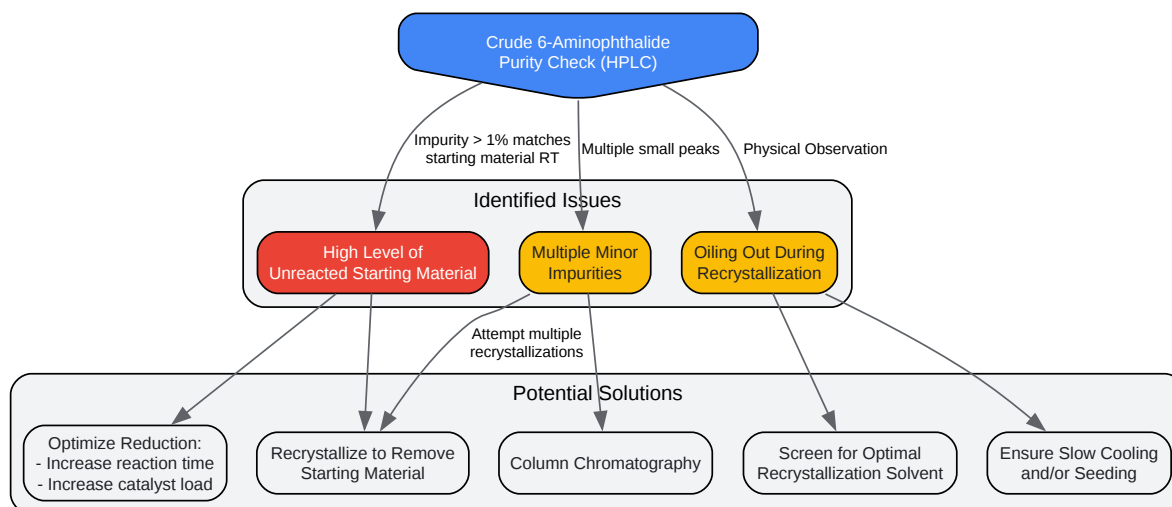 Crude 6-Aminophthalide
Purity Check (HPLC)
Impurity > 1% matches
starting material RT
Multiple small peaks
Physical Observation
Identified Issues
High Level of
Unreacted Starting Material
Multiple Minor
Impurities
Oiling Out During
Recrystallization
Attempt multiple
recrystallizations
Potential Solutions
Optimize Reduction:
- Increase reaction time
- Increase catalyst load
Recrystallize to Remove
Starting Material
Column Chromatography
Screen for Optimal
Recrystallization Solvent
Ensure Slow Cooling
and/or Seeding